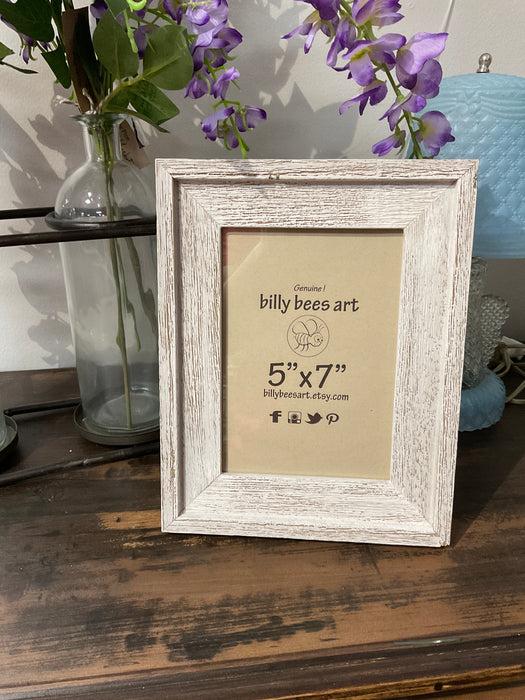 Genuine!
billy bees art
5"x7"
billybeesart.etsy.com